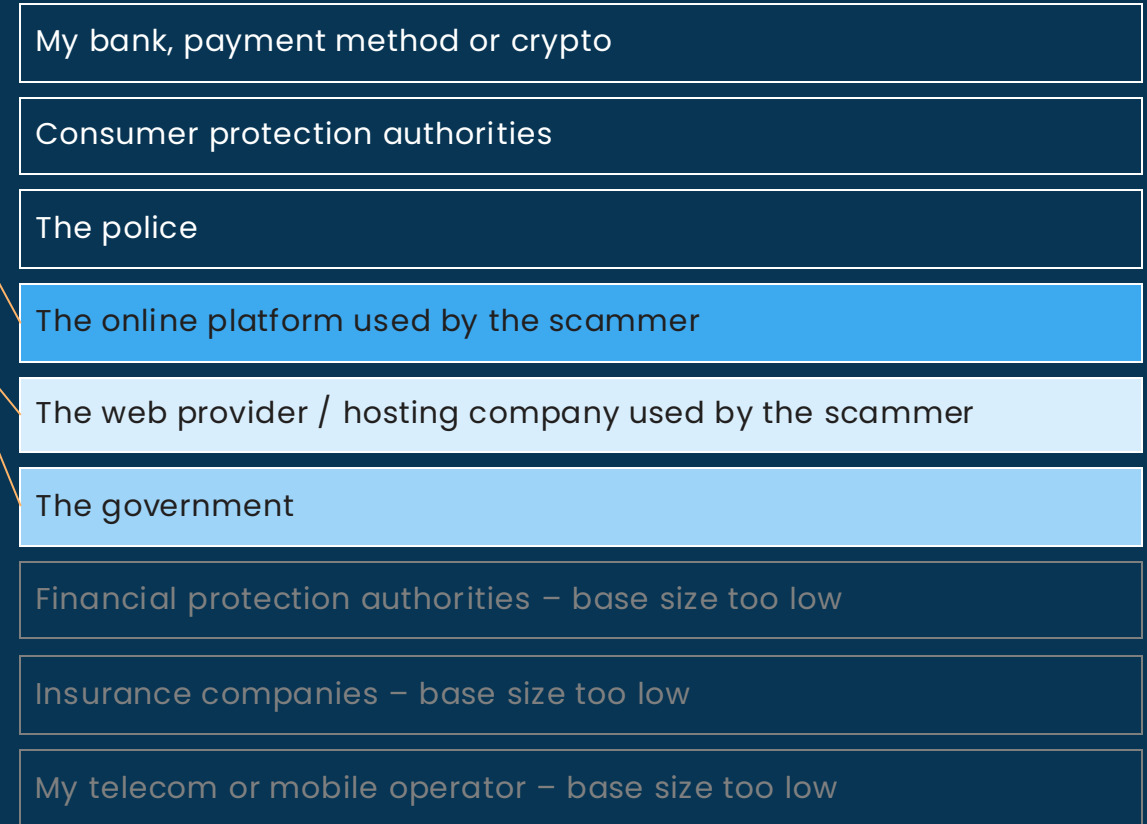 My bank, payment method or crypto
Consumer protection authorities
The police
The online platform used by the scammer
The web provider / hosting company used by the scammer
The government
Financial protection authorities – base size too low
Insurance companies – base size too low
My telecom or mobile operator – base size too low